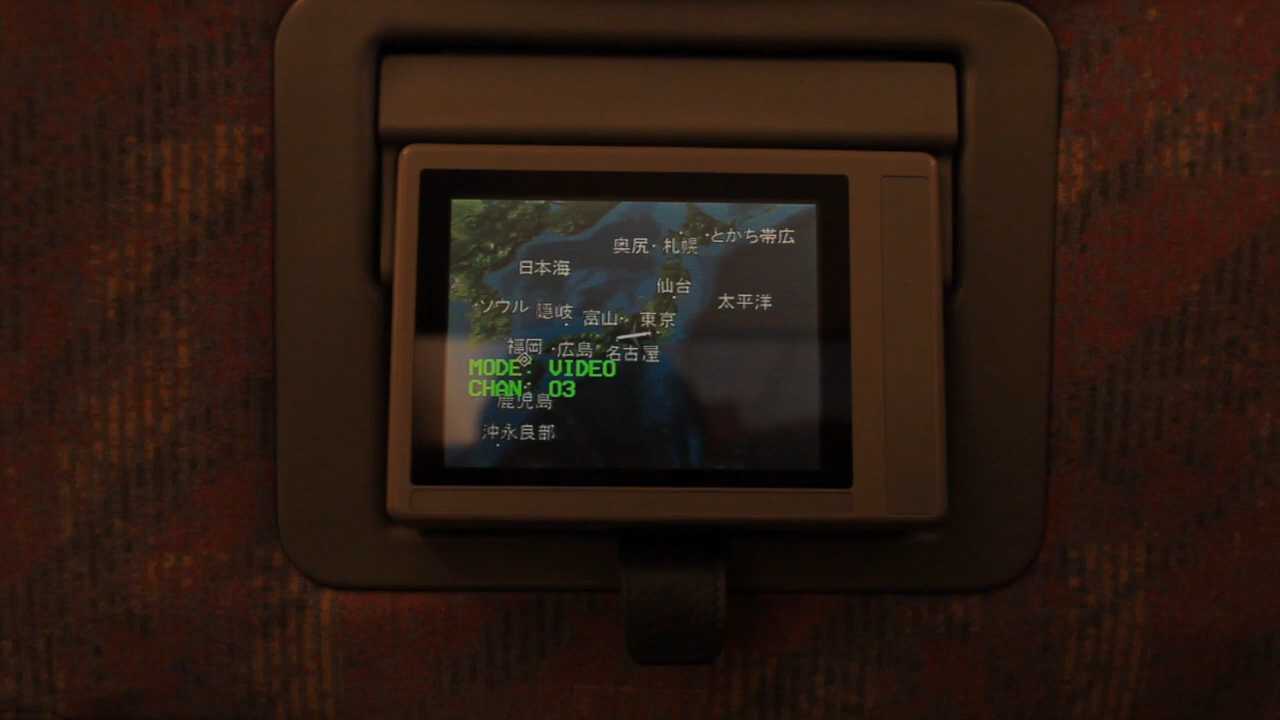 奥尻 札幌 とかち帯広
日本海
仙台
太平洋
ソウル 隠岐 富山 東京
福岡 広島 名古屋
MODE: VIDEO
CHAN: 03
鹿児島
沖永良部